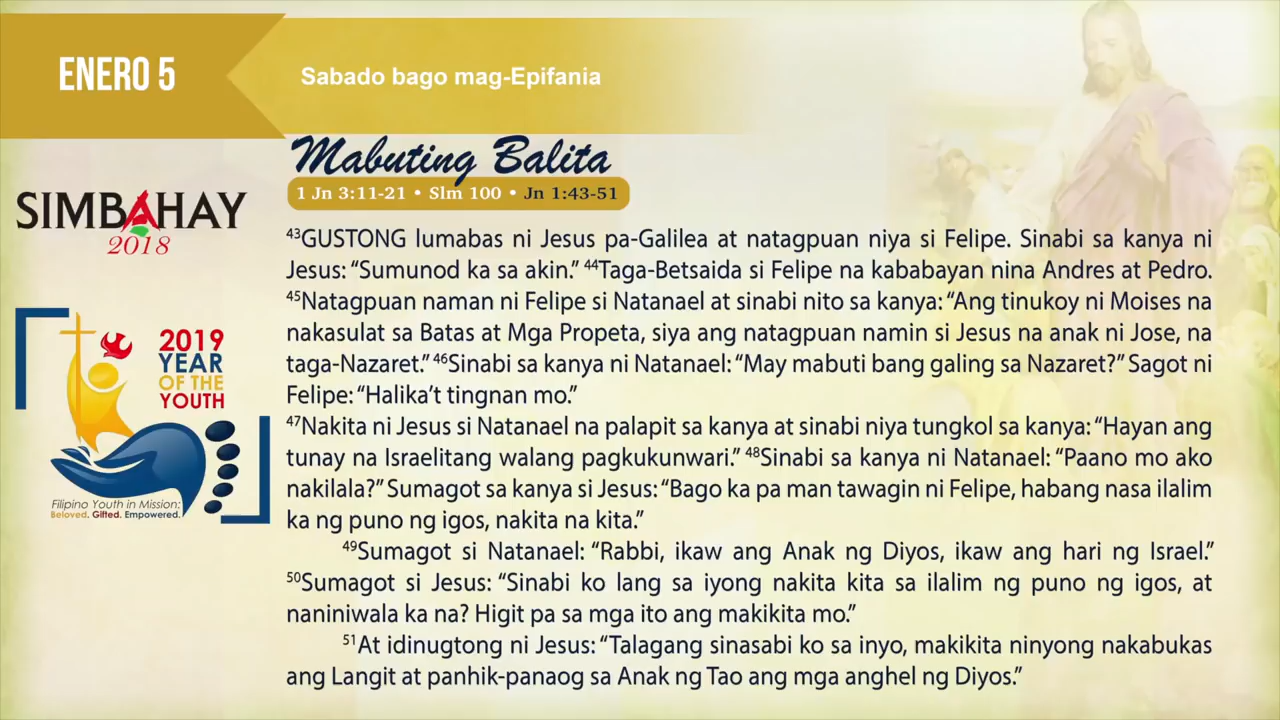 ENERO 5
Sabado bago mag-Epifania
Mabuting Balita
1 Jn 3:11-21 • Slm 100 • Jn 1:43-51
SIMBAHAY
2018
2019
YEAR
OF THE
YOUTH
Filipino Youth in Mission:
Beloved. Gifted. Empowered.
43GUSTONG lumabas ni Jesus pa-Galilea at natagpuan niya si Felipe. Sinabi sa kanya ni
Jesus: “Sumunod ka sa akin.” 44Taga-Betsaida si Felipe na kababayan nina Andres at Pedro.
45Natagpuan naman ni Felipe si Natanael at sinabi nito sa kanya: “Ang tinukoy ni Moises na
nakasulat sa Batas at Mga Propeta, siya ang natagpuan namin si Jesus na anak ni Jose, na
taga-Nazaret.” 46Sinabi sa kanya ni Natanael: “May mabuti bang galing sa Nazaret?” Sagot ni
Felipe: “Halika’t tingnan mo.”
47Nakita ni Jesus si Natanael na palapit sa kanya at sinabi niya tungkol sa kanya: “Hayan ang
tunay na Israelitang walang pagkukunwari.” 48Sinabi sa kanya ni Natanael: “Paano mo ako
nakilala?” Sumagot sa kanya si Jesus: “Bago ka pa man tawagin ni Felipe, habang nasa ilalim
ka ng puno ng igos, nakita na kita.”
49Sumagot si Natanael: “Rabbi, ikaw ang Anak ng Diyos, ikaw ang hari ng Israel.”
50Sumagot si Jesus: “Sinabi ko lang sa iyong nakita kita sa ilalim ng puno ng igos, at
naniniwala ka na? Higit pa sa mga ito ang makikita mo.”
51At idinugtong ni Jesus: “Talagang sinasabi ko sa inyo, makikita ninyong nakabukas
ang Langit at panhik-panaog sa Anak ng Tao ang mga anghel ng Diyos.”